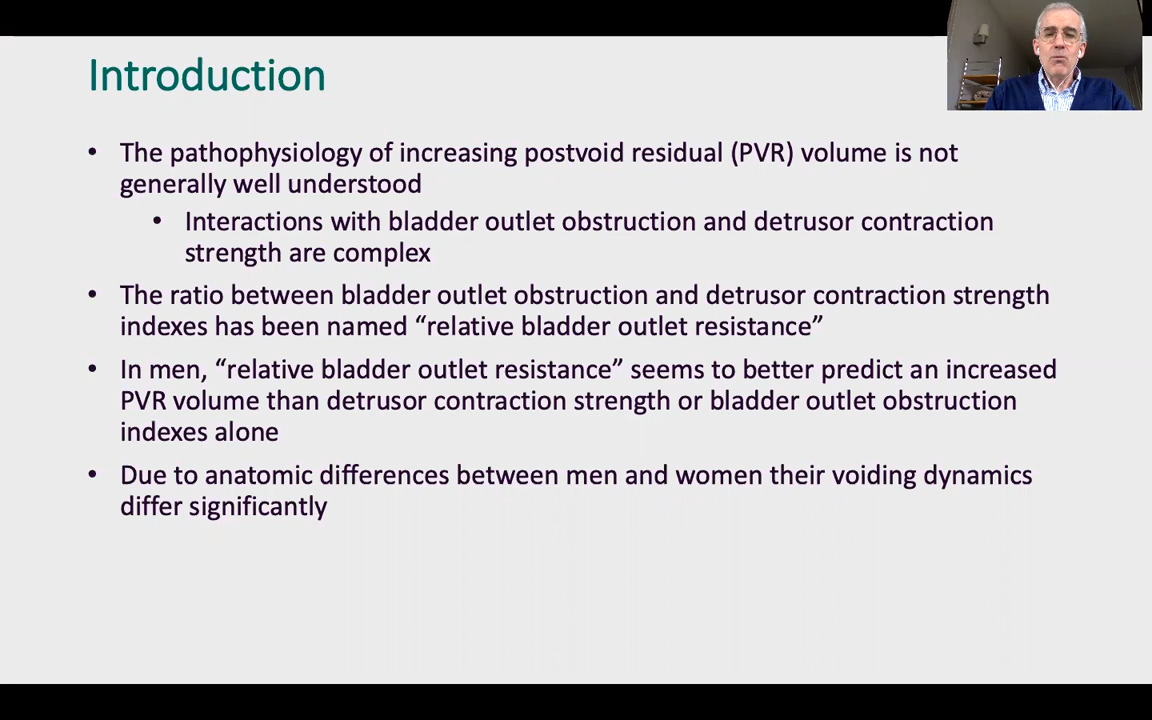 Introduction
• The pathophysiology of increasing postvoid residual (PVR) volume is not
generally well understood
• Interactions with bladder outlet obstruction and detrusor contraction
strength are complex
• The ratio between bladder outlet obstruction and detrusor contraction strength
indexes has been named “relative bladder outlet resistance”
• In men, “relative bladder outlet resistance” seems to better predict an increased
PVR volume than detrusor contraction strength or bladder outlet obstruction
indexes alone
• Due to anatomic differences between men and women their voiding dynamics
differ significantly